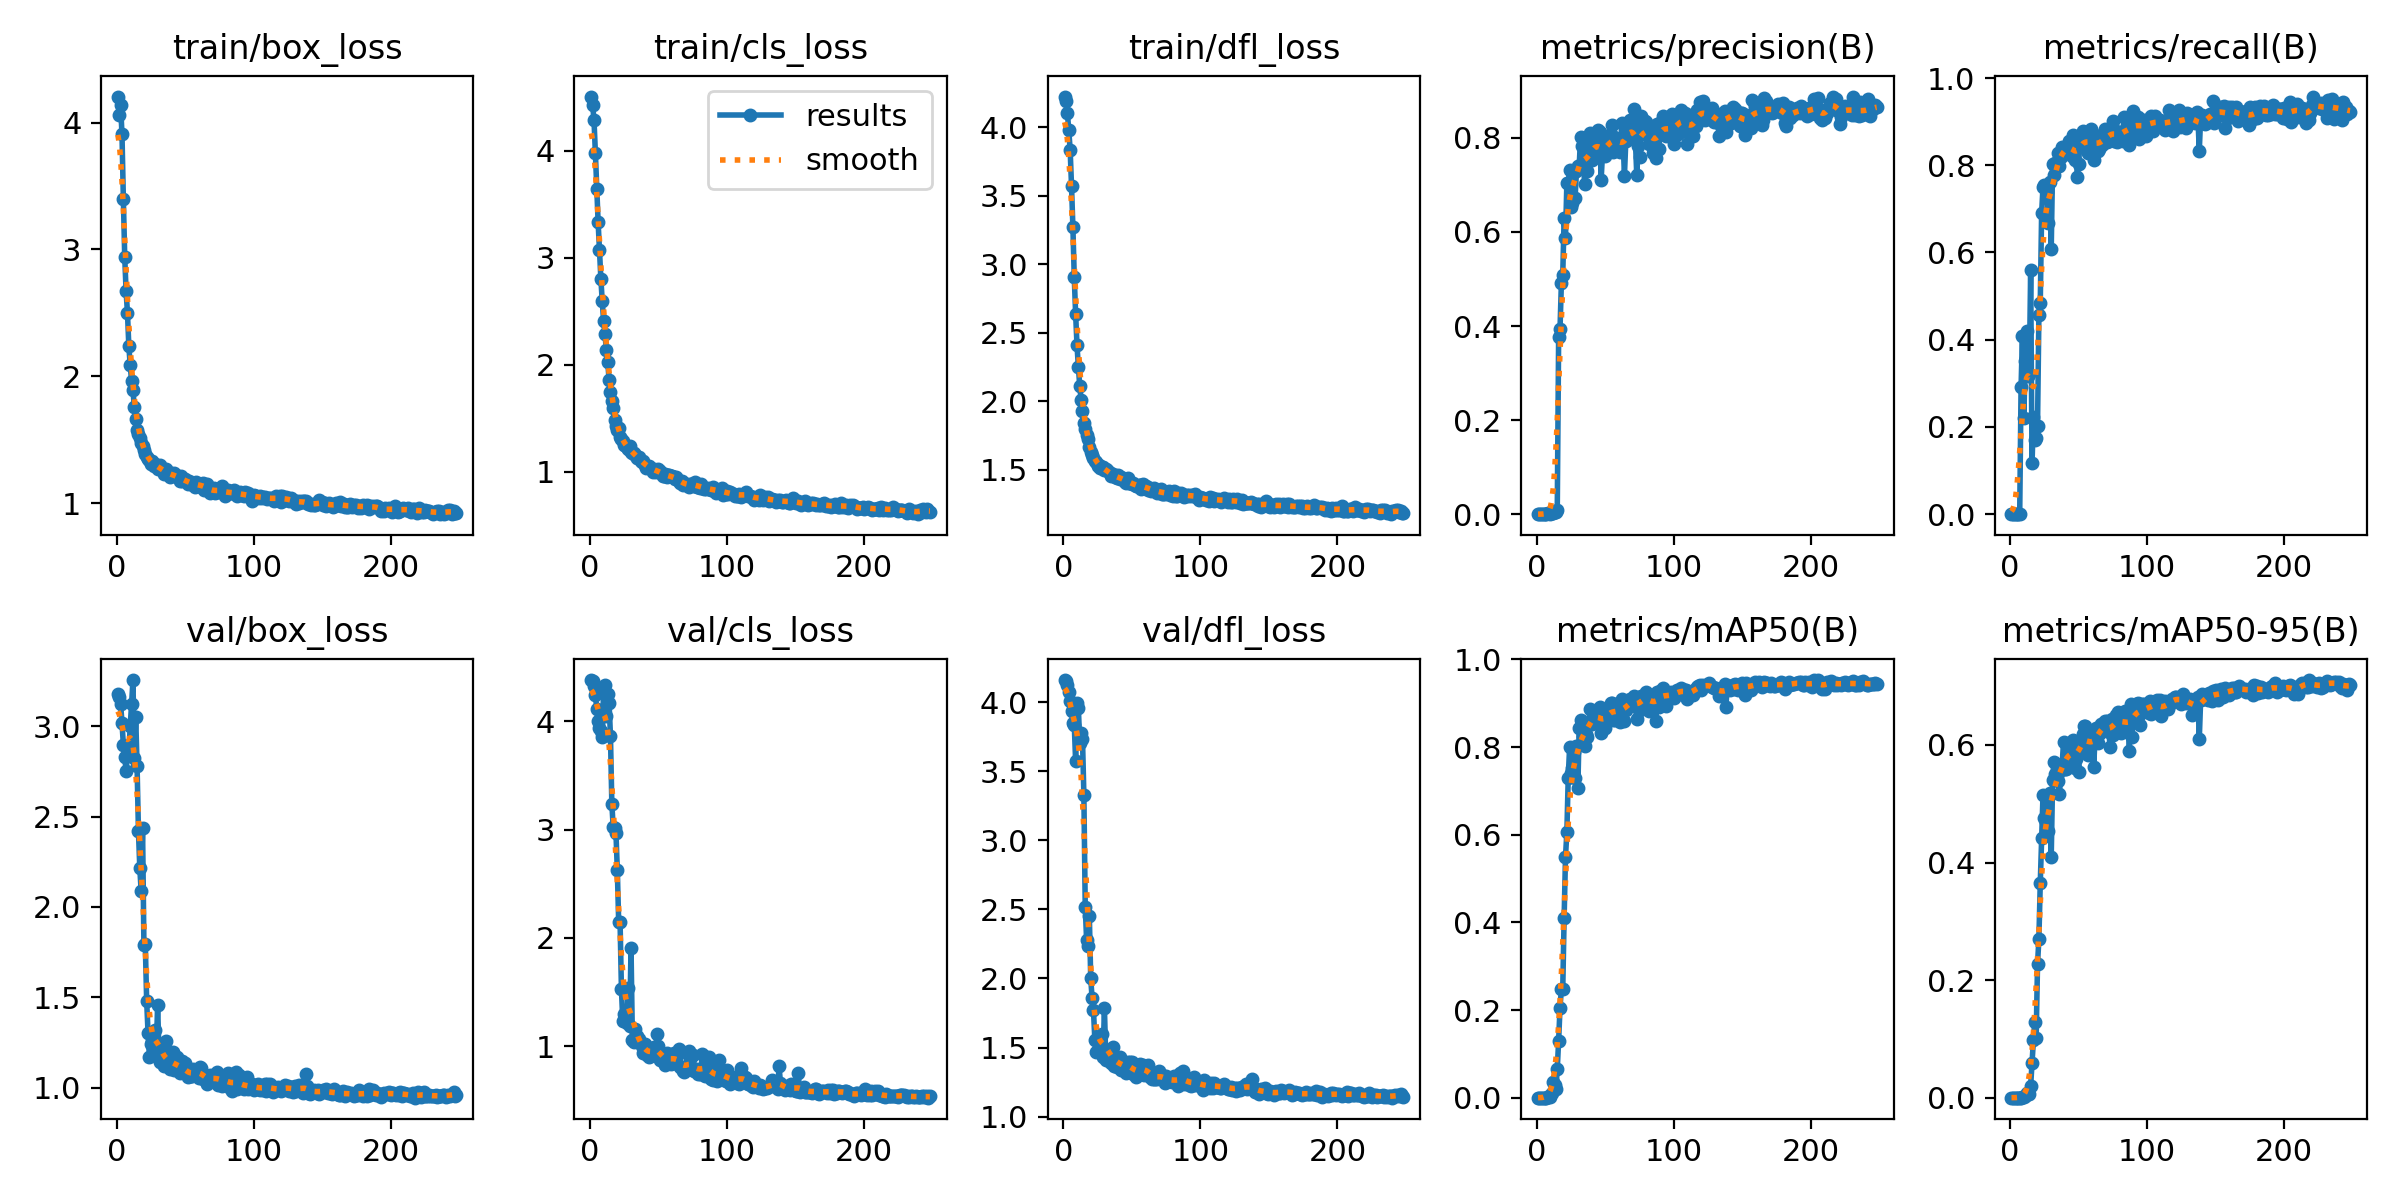 train/box_loss
4
3
2
1
0 100 200
train/cls_loss
results
smooth
4
3
2
1
0 100 200
train/dfl_loss
4.0
3.5
3.0
2.5
2.0
1.5
0 100 200
metrics/precision(B)
0.8
0.6
0.4
0.2
0.0
0 100 200
metrics/recall(B)
1.0
0.8
0.6
0.4
0.2
0.0
0 100 200
val/box_loss
3.0
2.5
2.0
1.5
1.0
0 100 200
val/cls_loss
4
3
2
1
0 100 200
val/dfl_loss
4.0
3.5
3.0
2.5
2.0
1.5
1.0
0 100 200
metrics/mAP50(B)
1.0
0.8
0.6
0.4
0.2
0.0
0 100 200
metrics/mAP50-95(B)
0.6
0.4
0.2
0.0
0 100 200